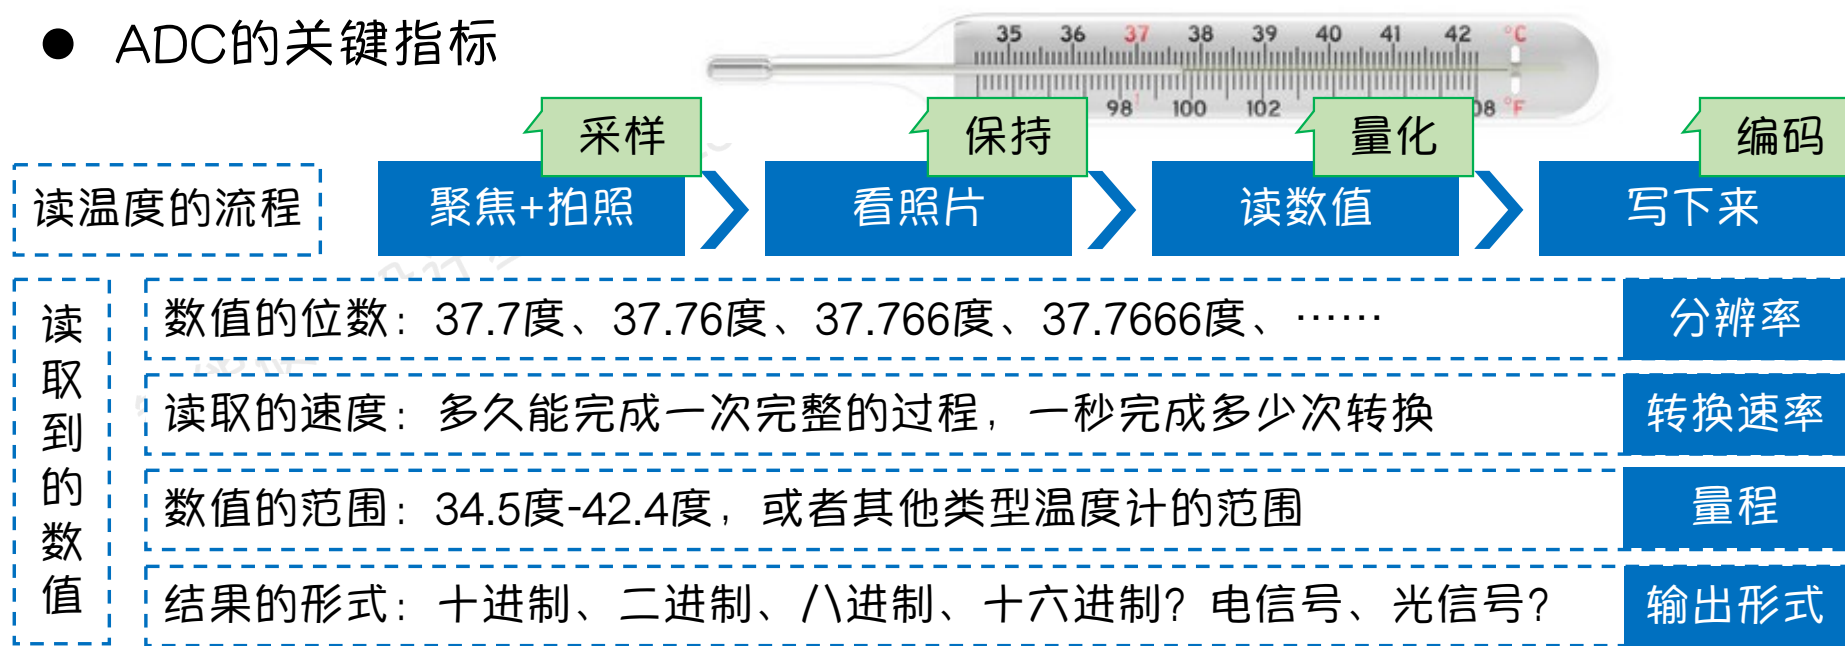 ● ADC的关键指标
35 36 37 38 39 40 41 42 °C
98 100 102 08 °F
采样 保持 量化 编码
读温度的流程 聚焦+拍照 看照片 读数值 写下来
读取到的数值
数值的位数：37.7度、37.76度、37.766度、37.7666度、…… 分辨率
读取的速度：多久能完成一次完整的过程，一秒完成多少次转换 转换速率
数值的范围：34.5度-42.4度，或者其他类型温度计的范围 量程
结果的形式：十进制、二进制、八进制、十六进制？电信号、光信号？ 输出形式